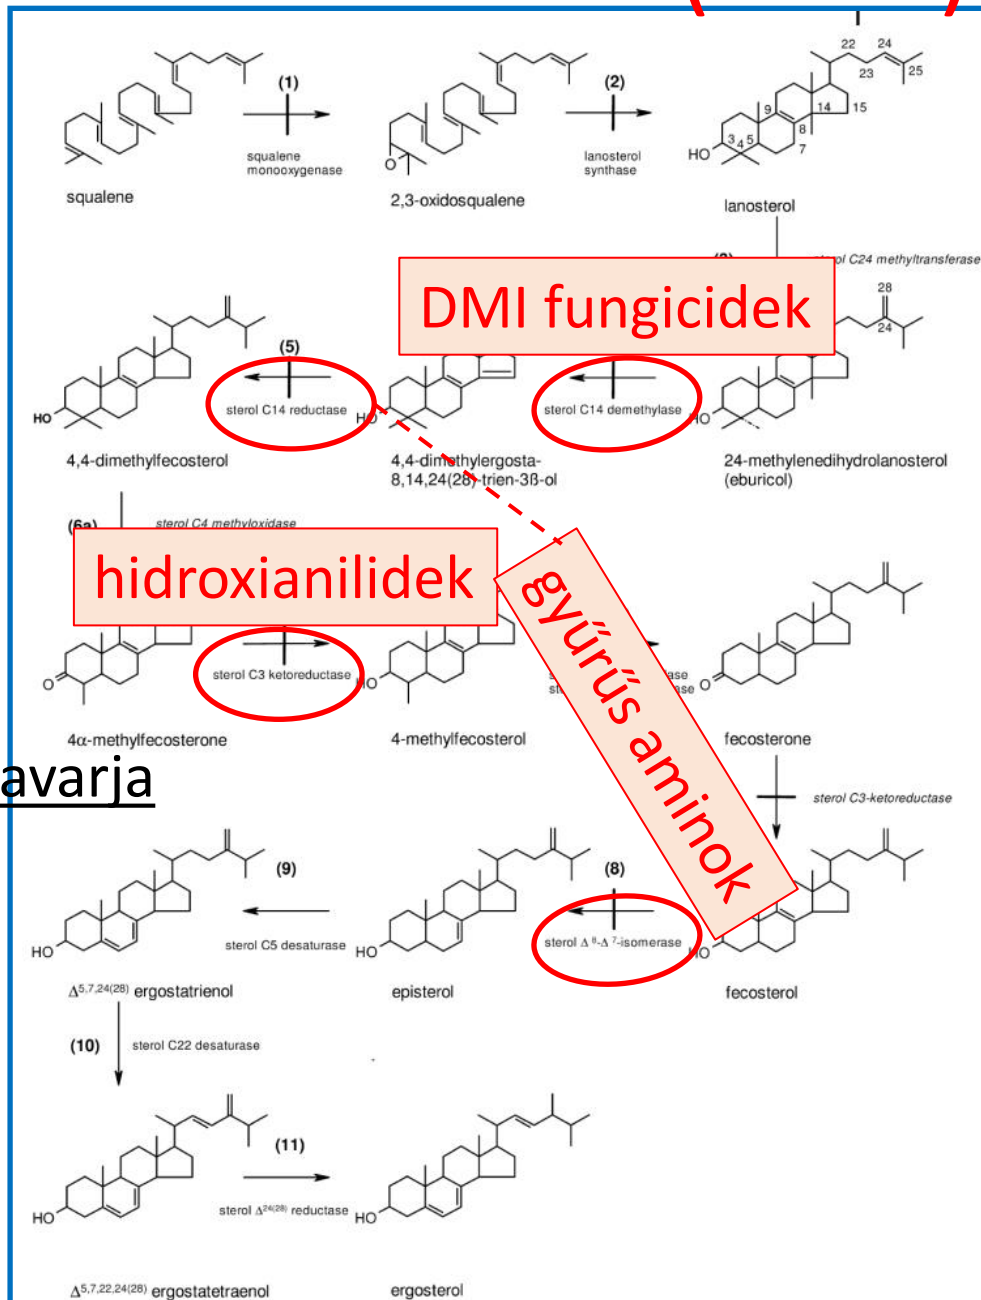 ( )
22
24
23
25
9
14
15
8
3
4
5
7
HO
(1)
squalene
monooxygenase
O
(2)
lanosterol
synthase
squalene
2,3-oxidosqualene
lanosterol
sterol C24 methyltransferase
DMI fungicidek
28
24
(5)
sterol C14 reductase
sterol C14 demethylase
HO
HO
HO
4,4-dimethylfecosterol
4,4-dimethylergosta-
8,14,24(28)-trien-3ß-ol
24-methylenedihydrolanosterol
(eburicol)
(6a)
sterol C4 methyloxidase
hidroxianilidek
gyűrűs aminok
sterol C3 ketoreductase
O
HO
O
4α-methylfecosterone
4-methylfecosterol
fecosterone
avarja
sterol C3-ketoreductase
(9)
(8)
sterol C5 desaturase
sterol Δ⁸-Δ⁷-isomerase
HO
HO
HO
Δ5,7,24(28) ergostatrienol
episterol
fecosterol
(10)
sterol C22 desaturase
(11)
sterol Δ24(28) reductase
HO
HO
Δ5,7,22,24(28) ergostatetraenol
ergosterol